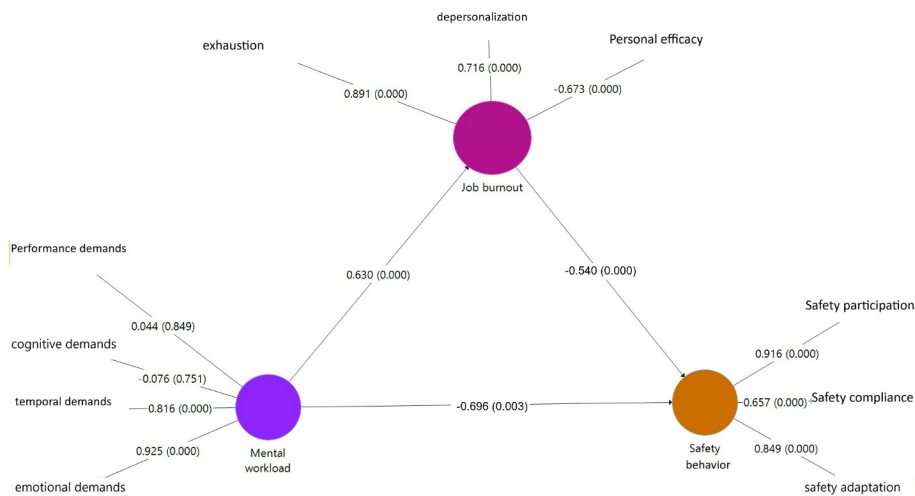 depersonalization
exhaustion
Personal efficacy
0.716 (0.000)
0.891 (0.000)
-0.673 (0.000)
Job burnout
Performance demands
0.630 (0.000)
-0.540 (0.000)
Safety participation
0.044 (0.849)
cognitive demands
0.916 (0.000)
-0.076 (0.751)
temporal demands
0.816 (0.000)
-0.696 (0.003)
-0.657 (0.000)
Safety compliance
0.925 (0.000)
Mental
workload
Safety
behavior
0.849 (0.000)
emotional demands
safety adaptation